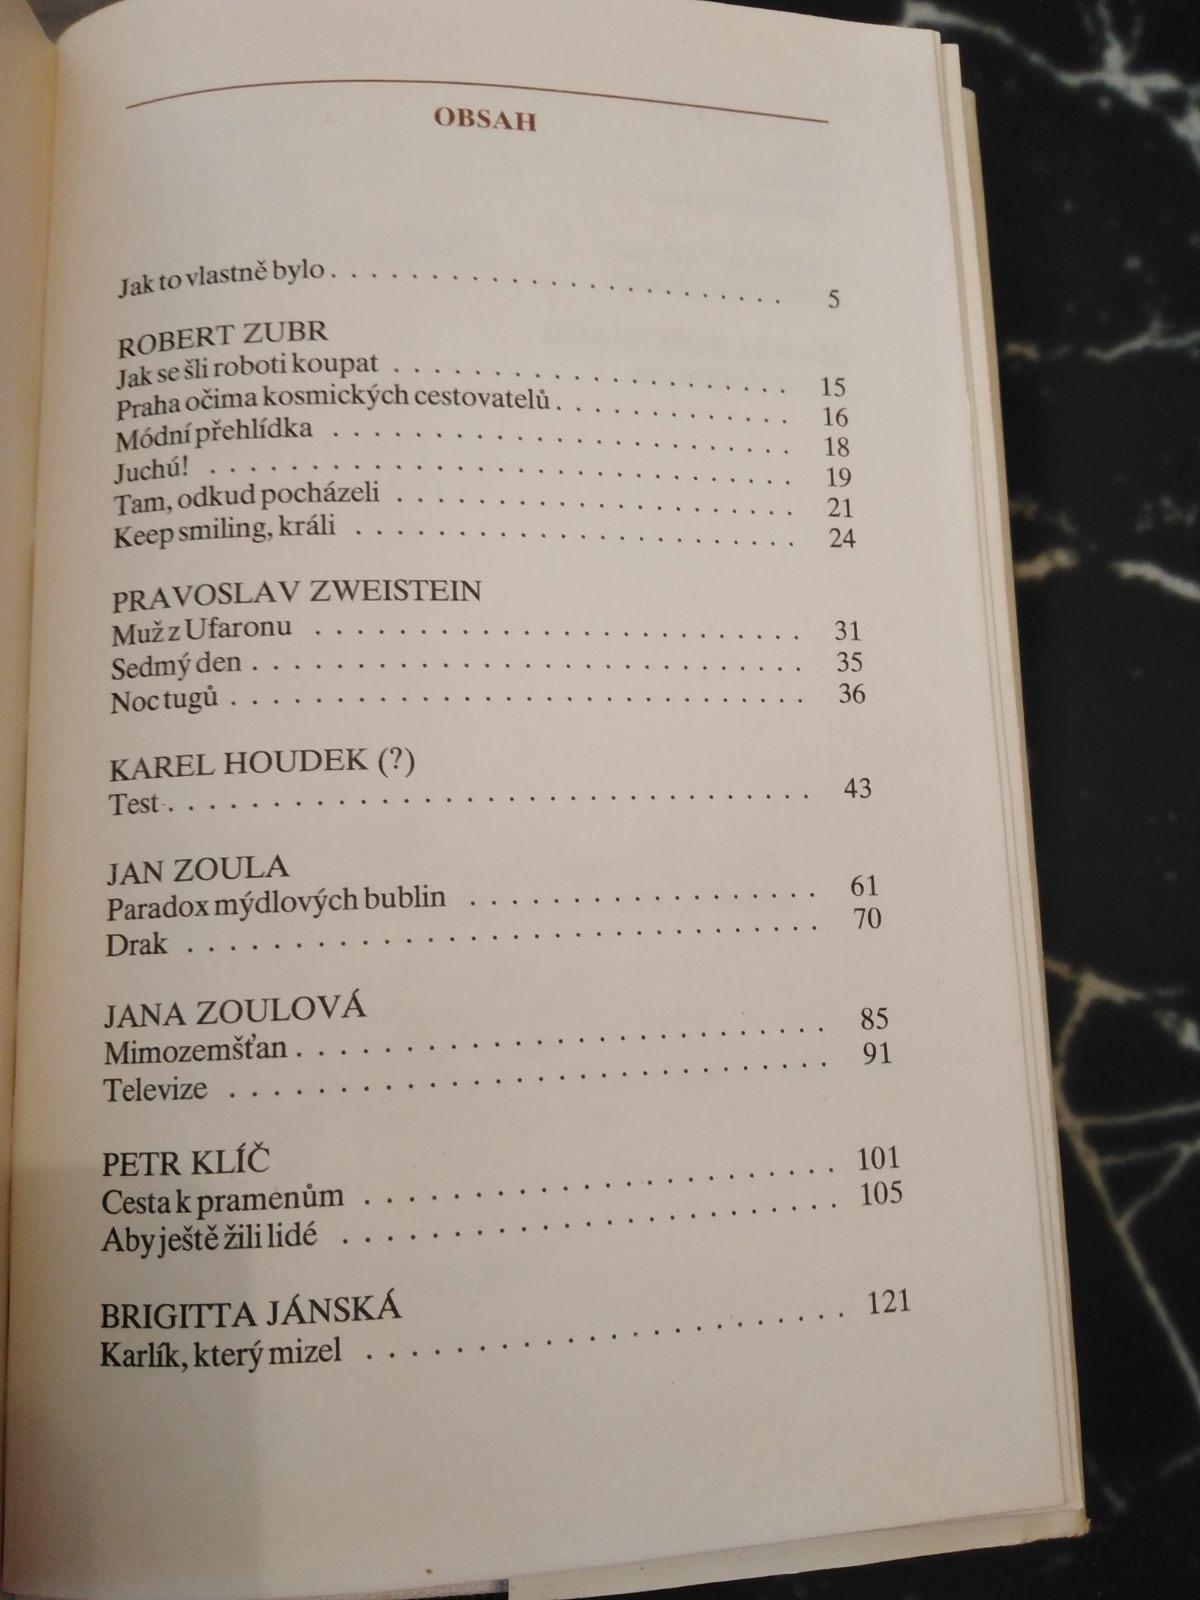 OBSAH
Jak to vlastně bylo . . . . . . . . . . . . . . . . . . . . . . 5
ROBERT ZUBR
Jak se šli roboti koupat . . . . . . . . . . . . . . . . . . . 15
Praha očima kosmických cestovatelů . . . . . . . . . . . 16
Módní přehlídka . . . . . . . . . . . . . . . . . . . . . . 18
Juchú! . . . . . . . . . . . . . . . . . . . . . . . . . . . . 19
Tam, odkud pocházeli . . . . . . . . . . . . . . . . . . . 21
Keep smiling, králi . . . . . . . . . . . . . . . . . . . . . 24
PRAVOSLAV ZWEISTEIN
Muž z Ufaronu . . . . . . . . . . . . . . . . . . . . . . . 31
Sedmý den . . . . . . . . . . . . . . . . . . . . . . . . . . 35
Noc tugů . . . . . . . . . . . . . . . . . . . . . . . . . . . 36
KAREL HOUDEK (?)
Test . . . . . . . . . . . . . . . . . . . . . . . . . . . . . . 43
JAN ZOULA
Paradox mýdlových bublin . . . . . . . . . . . . . . . . . 61
Drak . . . . . . . . . . . . . . . . . . . . . . . . . . . . . 70
JANA ZOULOVÁ
Mimozemšťan . . . . . . . . . . . . . . . . . . . . . . . . 85
Televize . . . . . . . . . . . . . . . . . . . . . . . . . . . 91
PETR KLÍČ
Cesta k pramenům . . . . . . . . . . . . . . . . . . . . . . 101
Aby ještě žili lidé . . . . . . . . . . . . . . . . . . . . . . . 105
BRIGITTA JÁNSKÁ
Karlík, který mizel . . . . . . . . . . . . . . . . . . . . . . 121